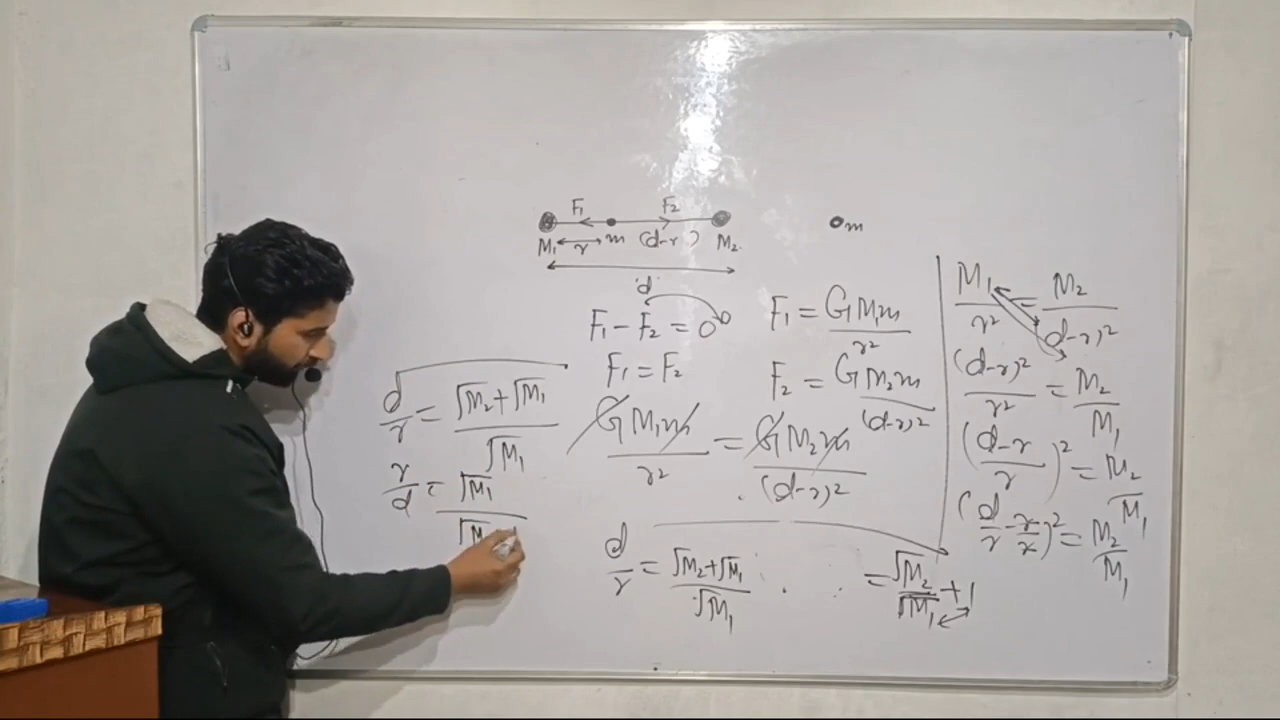 F₁ F₂
M₁ r m (d-r) M₂ m
d
F₁ - F₂ = 0
F₁ = F₂
GM₁m/r² = GM₂m/(d-r)²
F₁ = GM₁m/r²
F₂ = GM₂m/(d-r)²
M₁/r² = M₂/(d-r)²
(d-r)²/r² = M₂/M₁
((d-r)/r)² = M₂/M₁
(d/r - r/r)² = M₂/M₁
= √M₂/√M₁ + 1
d/r = (√M₂+√M₁)/√M₁
d/r = (√M₂+√M₁)/√M₁
r/d = √M₁/√M